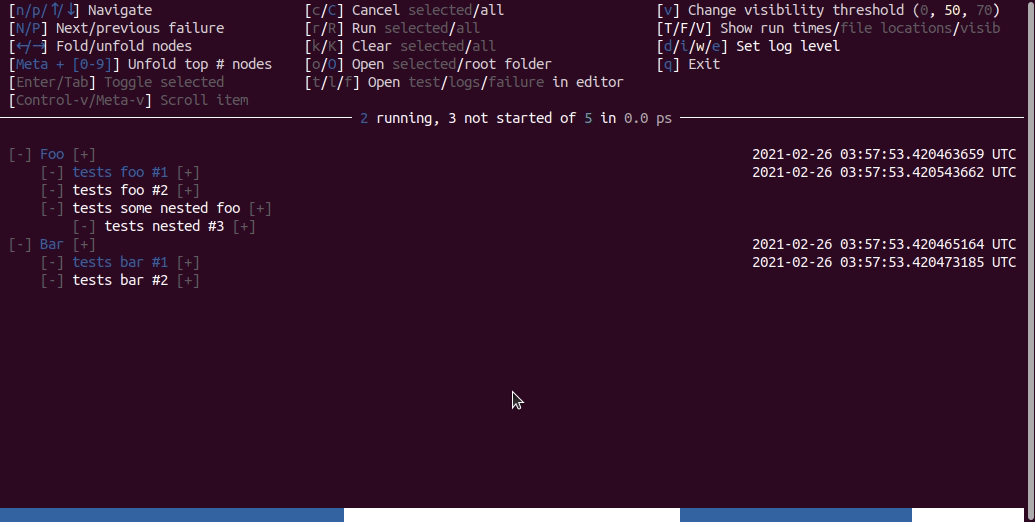 [n/p/↑/↓] Navigate [c/C] Cancel selected/all [v] Change visibility threshold (0, 50, 70)
[N/P] Next/previous failure [r/R] Run selected/all [T/F/V] Show run times/file locations/visib
[←/→] Fold/unfold nodes [k/K] Clear selected/all [d/i/w/e] Set log level
[Meta + [0-9]] Unfold top # nodes [o/O] Open selected/root folder [q] Exit
[Enter/Tab] Toggle selected [t/l/f] Open test/logs/failure in editor
[Control-v/Meta-v] Scroll item
2 running, 3 not started of 5 in 0.0 ps
[-] Foo [+] 2021-02-26 03:57:53.420463659 UTC
[-] tests foo #1 [+] 2021-02-26 03:57:53.420543662 UTC
[-] tests foo #2 [+]
[-] tests some nested foo [+]
[-] tests nested #3 [+]
[-] Bar [+] 2021-02-26 03:57:53.420465164 UTC
[-] tests bar #1 [+] 2021-02-26 03:57:53.420473185 UTC
[-] tests bar #2 [+]